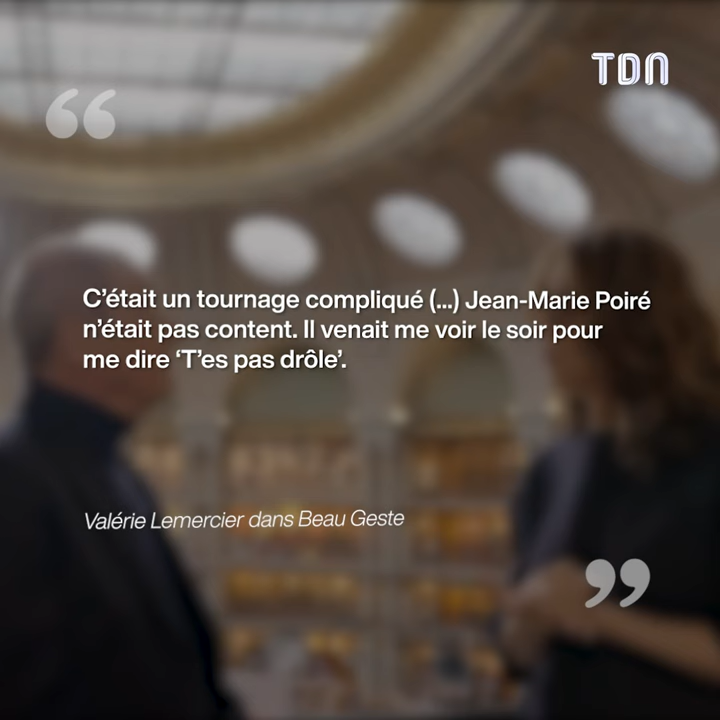 TDN
“
C’était un tournage compliqué (...) Jean-Marie Poiré
n’était pas content. Il venait me voir le soir pour
me dire ‘T’es pas drôle’.
Valérie Lemercier dans Beau Geste
”